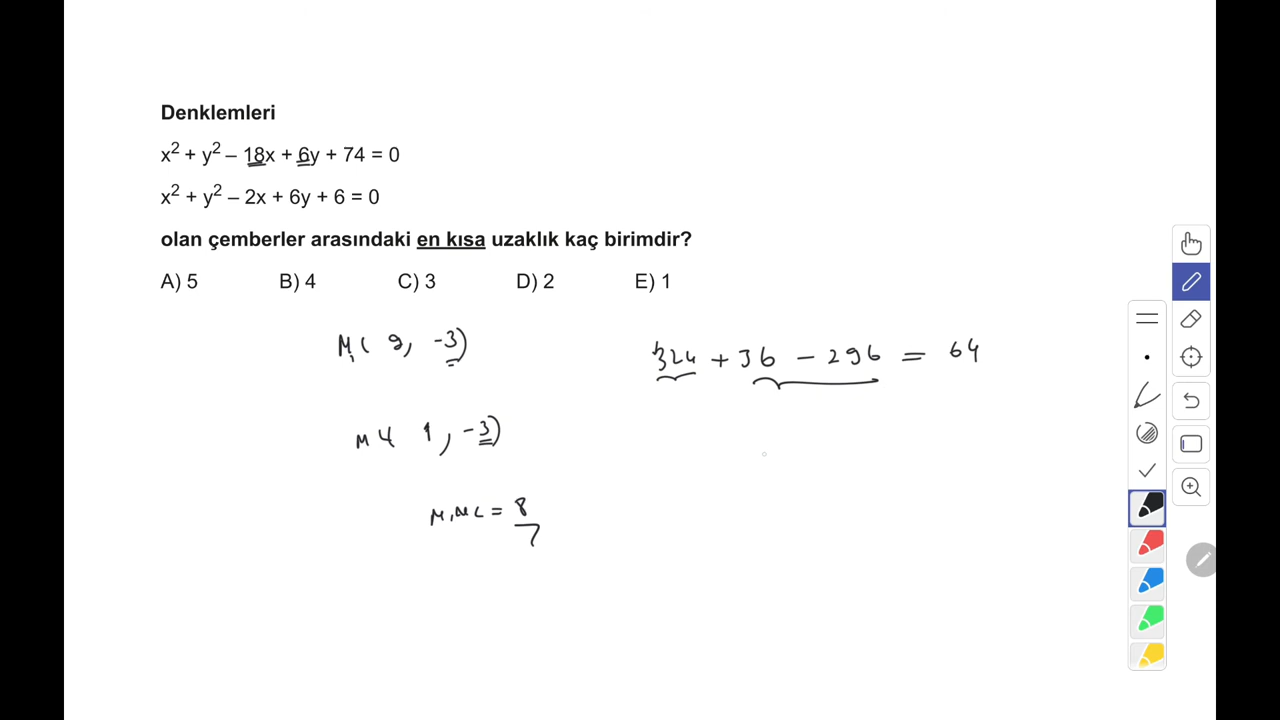 Denklemleri
x² + y² – 18x + 6y + 74 = 0
x² + y² – 2x + 6y + 6 = 0
olan çemberler arasındaki en kısa uzaklık kaç birimdir?
A) 5 B) 4 C) 3 D) 2 E) 1
M₁( 9, -3)
324 + 36 - 296 = 64
M₂( 1, -3)
M₁M₂ = 8